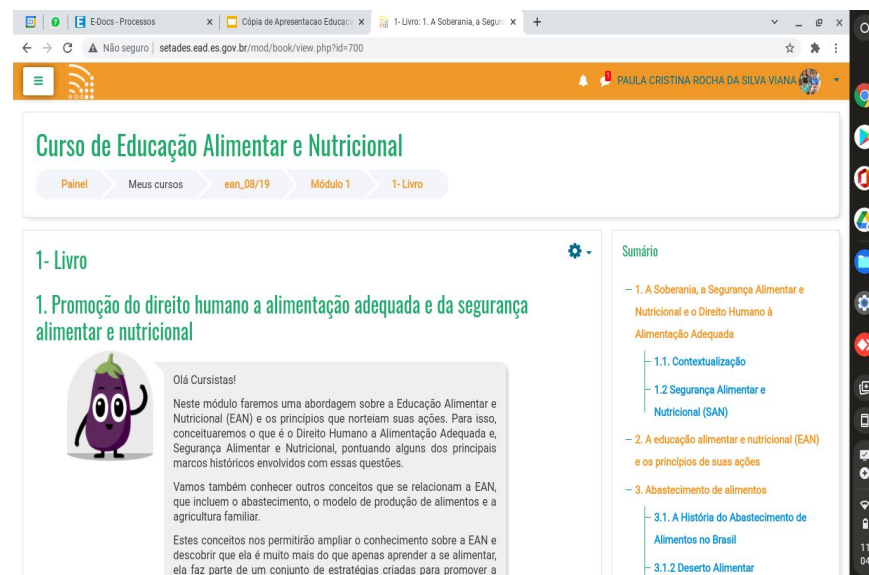 E-Docs - Processos
Cópia de Apresentacao Educacã
1- Livro: 1. A Soberania, a Segura
Não seguro
setades.ead.es.gov.br/mod/book/view.php?id=700
1
PAULA CRISTINA ROCHA DA SILVA VIANA
Curso de Educação Alimentar e Nutricional
Painel
Meus cursos
ean_08/19
Módulo 1
1- Livro
1- Livro
1. Promoção do direito humano a alimentação adequada e da segurança
alimentar e nutricional
Olá Cursistas!
Neste módulo faremos uma abordagem sobre a Educação Alimentar e
Nutricional (EAN) e os princípios que norteiam suas ações. Para isso,
conceituaremos o que é o Direito Humano a Alimentação Adequada e,
Segurança Alimentar e Nutricional, pontuando alguns dos principais
marcos históricos envolvidos com essas questões.
Vamos também conhecer outros conceitos que se relacionam a EAN,
que incluem o abastecimento, o modelo de produção de alimentos e a
agricultura familiar.
Estes conceitos nos permitirão ampliar o conhecimento sobre a EAN e
descobrir que ela é muito mais do que apenas aprender a se alimentar,
ela faz parte de um conjunto de estratégias criadas para promover a
Sumário
1. A Soberania, a Segurança Alimentar e
Nutricional e o Direito Humano à
Alimentação Adequada
1.1. Contextualização
1.2 Segurança Alimentar e
Nutricional (SAN)
2. A educação alimentar e nutricional (EAN)
e os princípios de suas ações
3. Abastecimento de alimentos
3.1. A História do Abastecimento de
Alimentos no Brasil
3.1.2 Deserto Alimentar
11
04